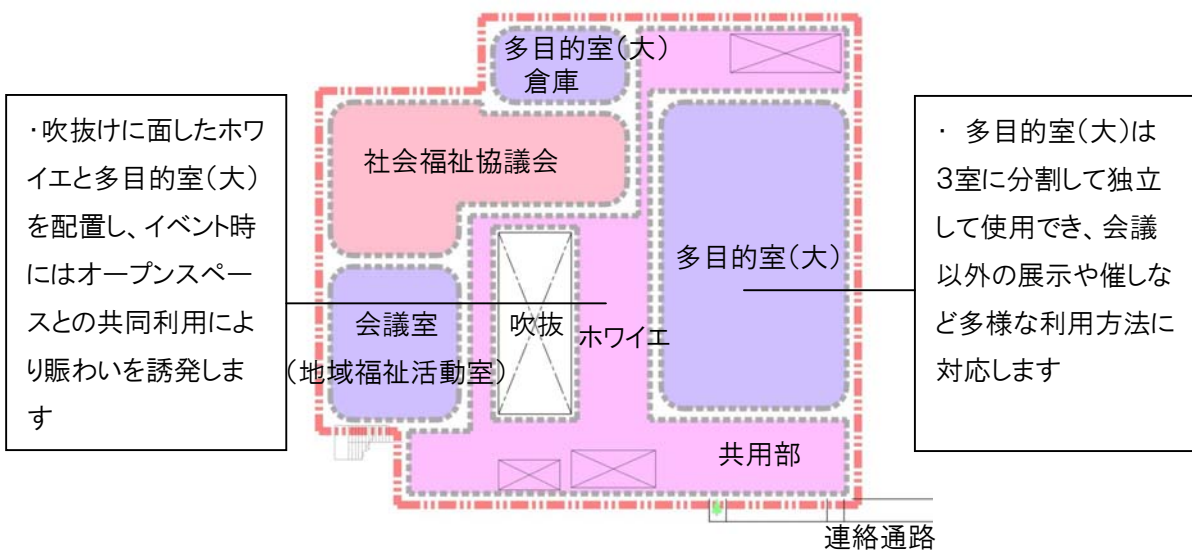 多目的室(大)
倉庫
・吹抜けに面したホワ
イエと多目的室(大)
を配置し、イベント時
にはオープンスペー
スとの共同利用によ
り賑わいを誘発しま
す
社会福祉協議会
会議室
(地域福祉活動室)
吹抜
ホワイエ
多目的室(大)
共用部
連絡通路
・ 多目的室(大)は
3室に分割して独立
して使用でき、会議
以外の展示や催しな
ど多様な利用方法に
対応します